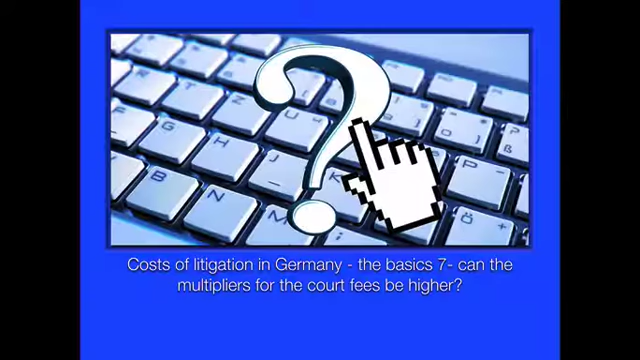 Costs of litigation in Germany - the basics 7- can the
multipliers for the court fees be higher?